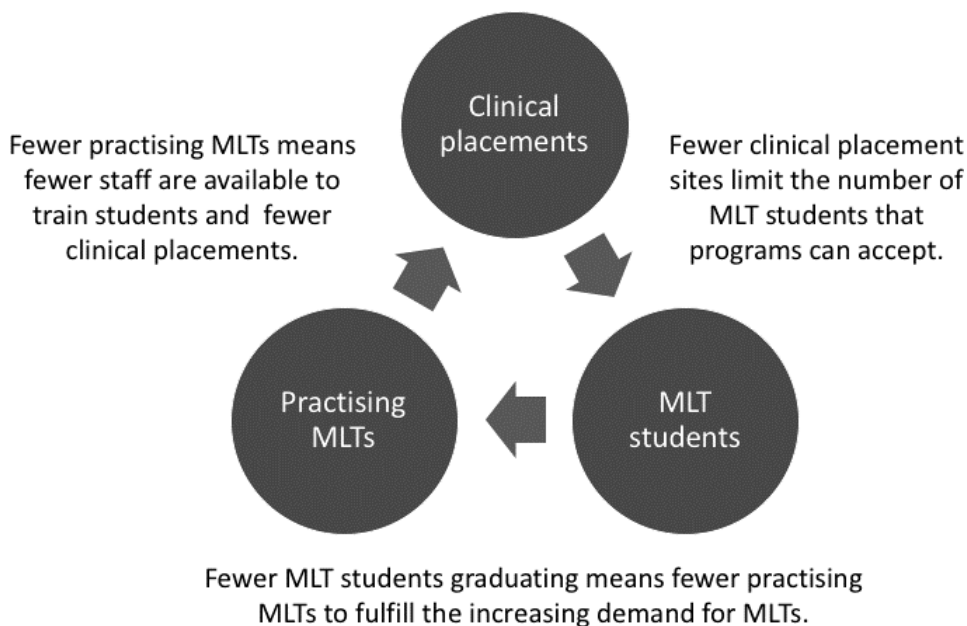 Clinical
placements
Fewer practising MLTs means
fewer staff are available to
train students and  fewer
clinical placements.
Fewer clinical placement
sites limit the number of
MLT students that
programs can accept.
Practising
MLTs
MLT
students
Fewer MLT students graduating means fewer practising
MLTs to fulfill the increasing demand for MLTs.